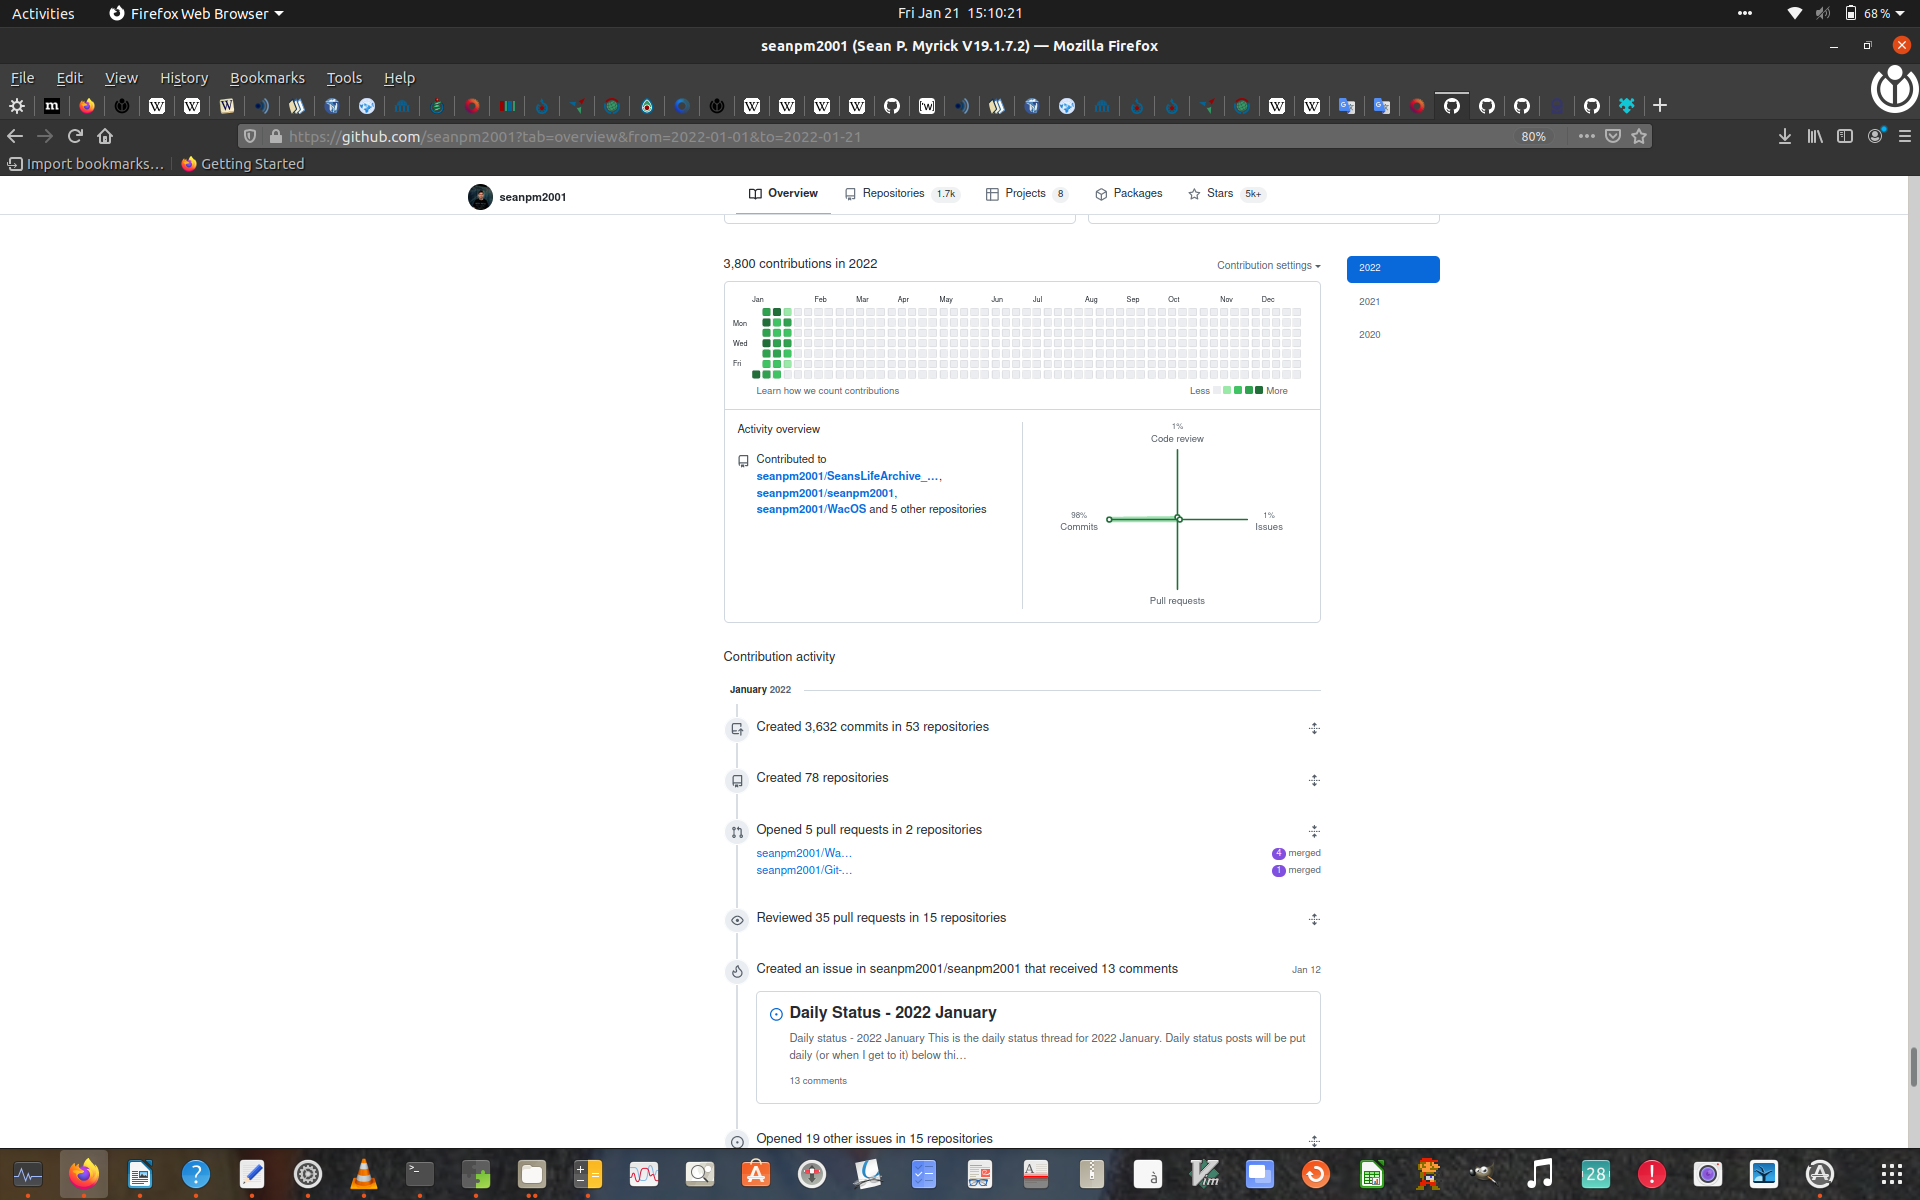 Activities
Firefox Web Browser
Fri Jan 21 15:10:21
68 %
seanpm2001 (Sean P. Myrick V19.1.7.2) — Mozilla Firefox
File Edit View History Bookmarks Tools Help
https://github.com/seanpm2001?tab=overview&from=2022-01-01&to=2022-01-21
80%
Import bookmarks…
Getting Started
seanpm2001
Overview
Repositories 1.7k
Projects 8
Packages
Stars 5k+
3,800 contributions in 2022
Contribution settings
2022
2021
2020
Jan Feb Mar Apr May Jun Jul Aug Sep Oct Nov Dec
Mon
Wed
Fri
Learn how we count contributions
Less More
Activity overview
Contributed to
seanpm2001/SeansLifeArchive_…,
seanpm2001/seanpm2001,
seanpm2001/WacOS and 5 other repositories
1%
Code review
98%
Commits
1%
Issues
Pull requests
Contribution activity
January 2022
Created 3,632 commits in 53 repositories
Created 78 repositories
Opened 5 pull requests in 2 repositories
seanpm2001/Wa…
4 merged
seanpm2001/Git-…
1 merged
Reviewed 35 pull requests in 15 repositories
Created an issue in seanpm2001/seanpm2001 that received 13 comments
Jan 12
Daily Status - 2022 January
Daily status - 2022 January This is the daily status thread for 2022 January. Daily status posts will be put
daily (or when I get to it) below thi…
13 comments
Opened 19 other issues in 15 repositories
28